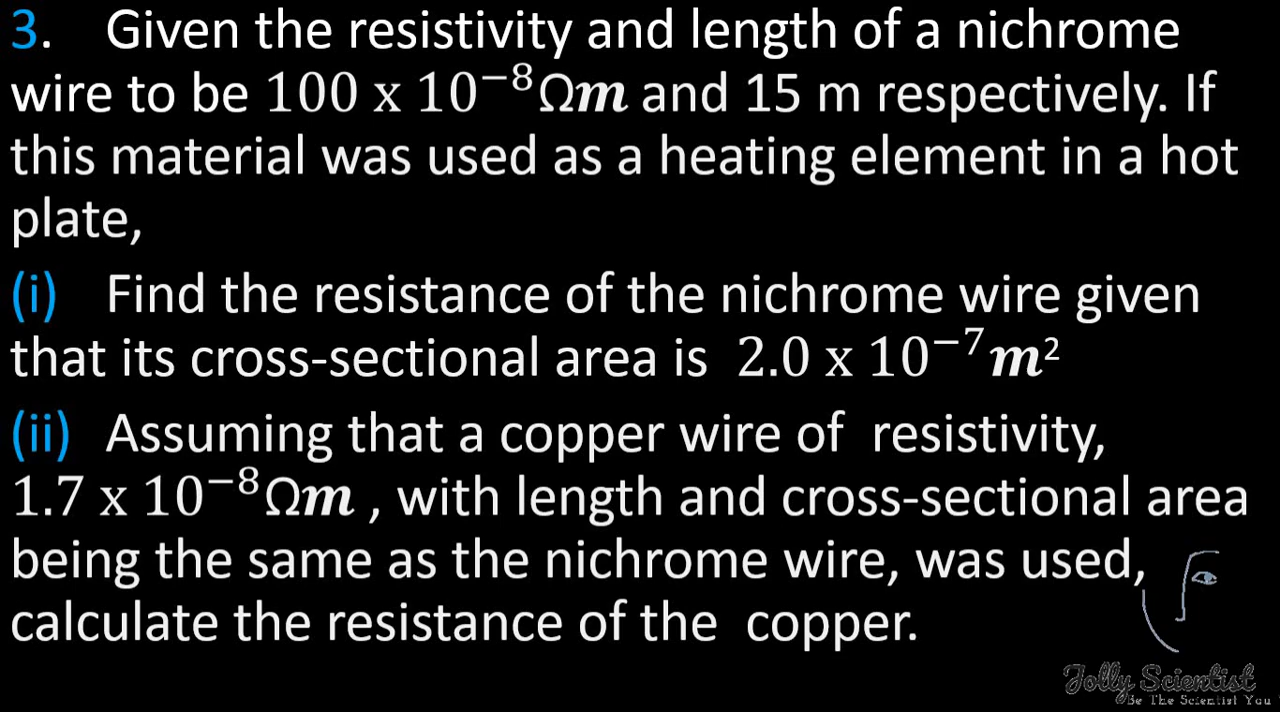 3. Given the resistivity and length of a nichrome
wire to be 100 x 10⁻⁸Ωm and 15 m respectively. If
this material was used as a heating element in a hot
plate,
(i) Find the resistance of the nichrome wire given
that its cross-sectional area is 2.0 x 10⁻⁷m²
(ii) Assuming that a copper wire of resistivity,
1.7 x 10⁻⁸Ωm , with length and cross-sectional area
being the same as the nichrome wire, was used,
calculate the resistance of the copper.
Jolly Scientist
Be The Scientist You